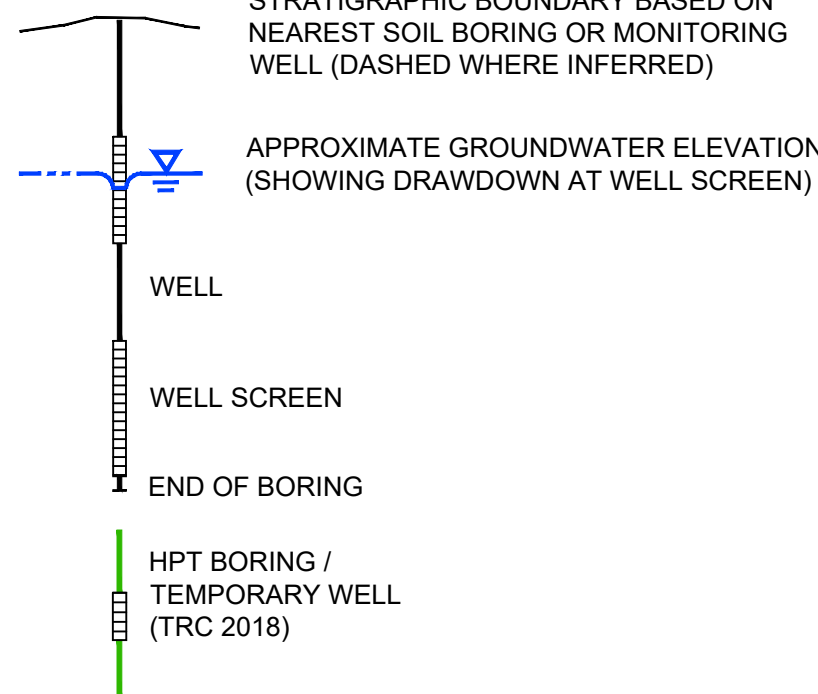 STRATIGRAPHIC BOUNDARY BASED ON
NEAREST SOIL BORING OR MONITORING
WELL (DASHED WHERE INFERRED)
APPROXIMATE GROUNDWATER ELEVATION
(SHOWING DRAWDOWN AT WELL SCREEN)
WELL
WELL SCREEN
END OF BORING
HPT BORING /
TEMPORARY WELL
(TRC 2018)